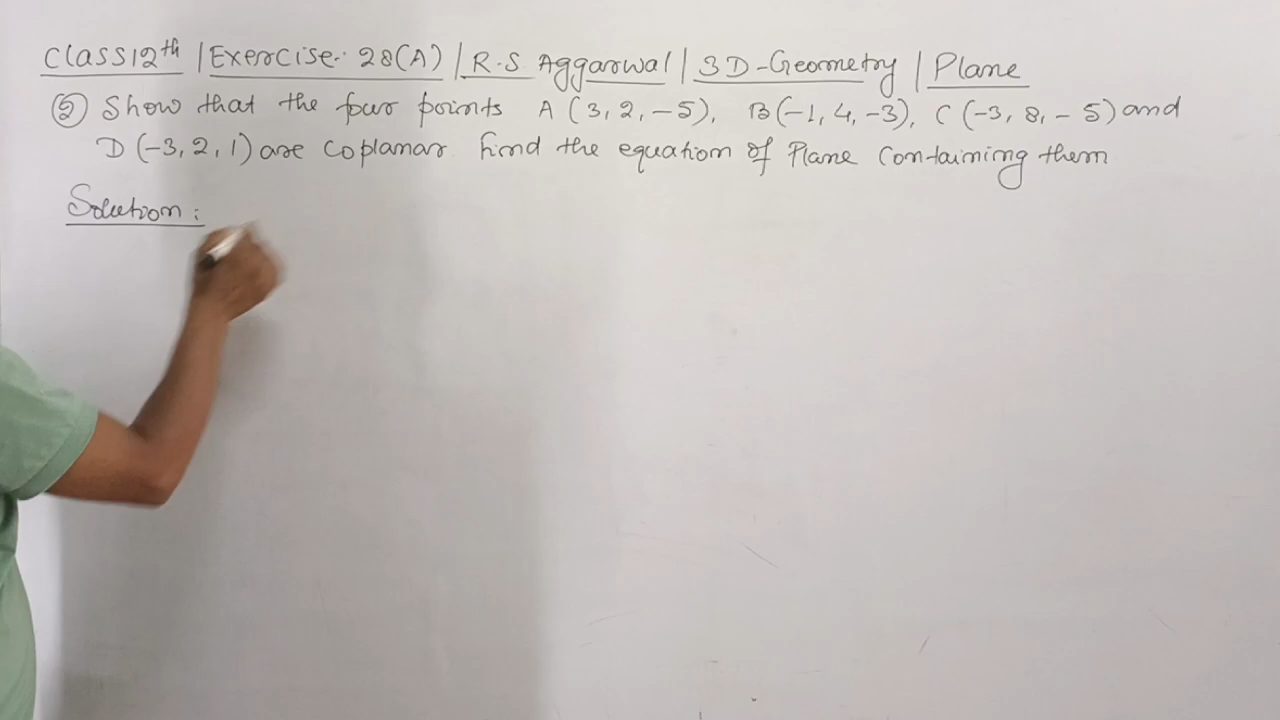 Class 12th | Exercise. 28(A) | R.S Aggarwal | 3D-Geometry | Plane
② Show that the four points A (3, 2, -5), B(-1, 4, -3), C (-3, 8, -5) and
D (-3, 2, 1) are coplanar. find the equation of Plane Containing them
Solution :